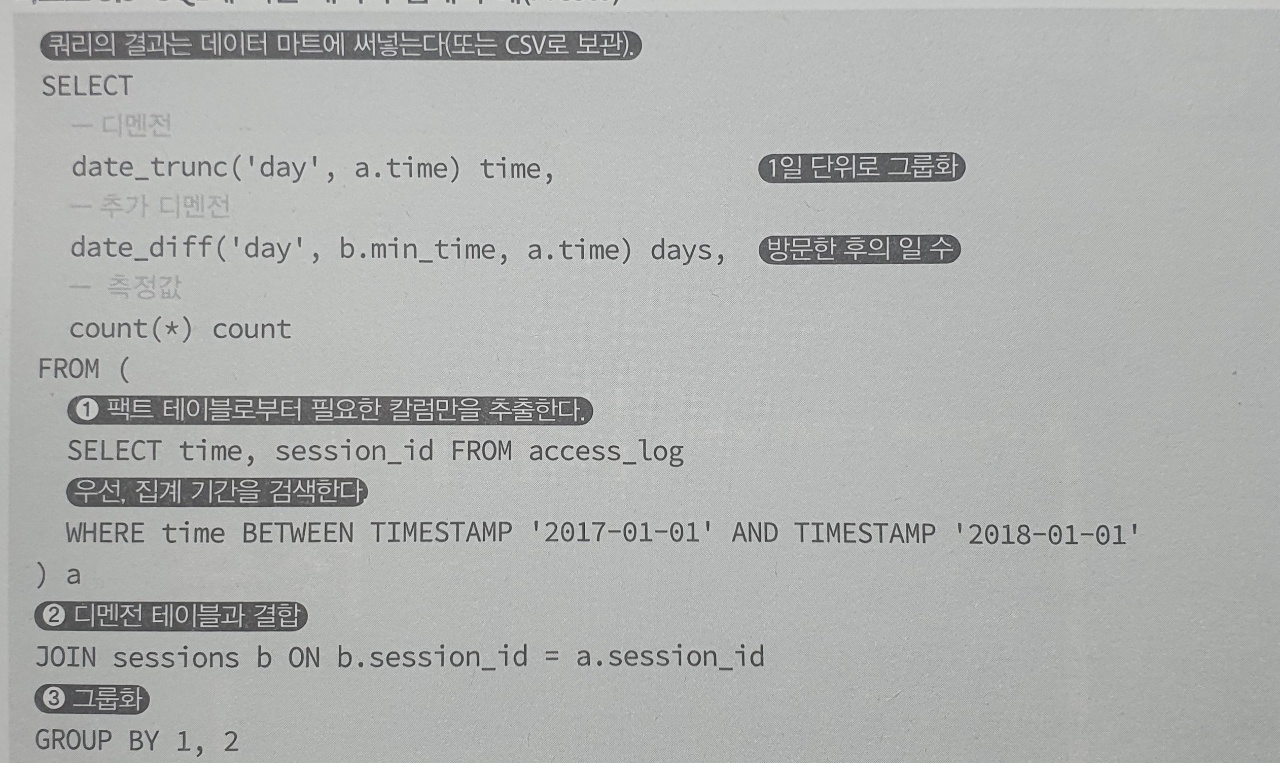 쿼리의 결과는 데이터 마트에 써넣는다(또는 CSV로 보관).
SELECT
— 디멘전
date_trunc('day', a.time) time, 1일 단위로 그룹화
— 추가 디멘전
date_diff('day', b.min_time, a.time) days, 방문한 후의 일 수
— 측정값
count(*) count
FROM (
① 팩트 테이블로부터 필요한 칼럼만을 추출한다.
SELECT time, session_id FROM access_log
우선, 집계 기간을 검색한다
WHERE time BETWEEN TIMESTAMP '2017-01-01' AND TIMESTAMP '2018-01-01'
) a
② 디멘전 테이블과 결합
JOIN sessions b ON b.session_id = a.session_id
③ 그룹화
GROUP BY 1, 2